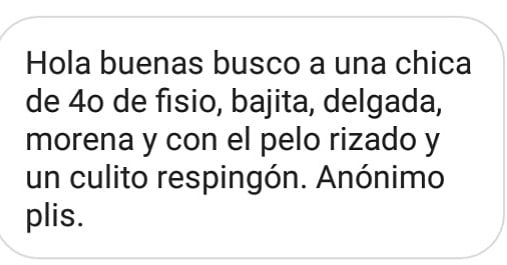 Hola buenas busco a una chica
de 4o de fisio, bajita, delgada,
morena y con el pelo rizado y
un culito respingón. Anónimo
plis.